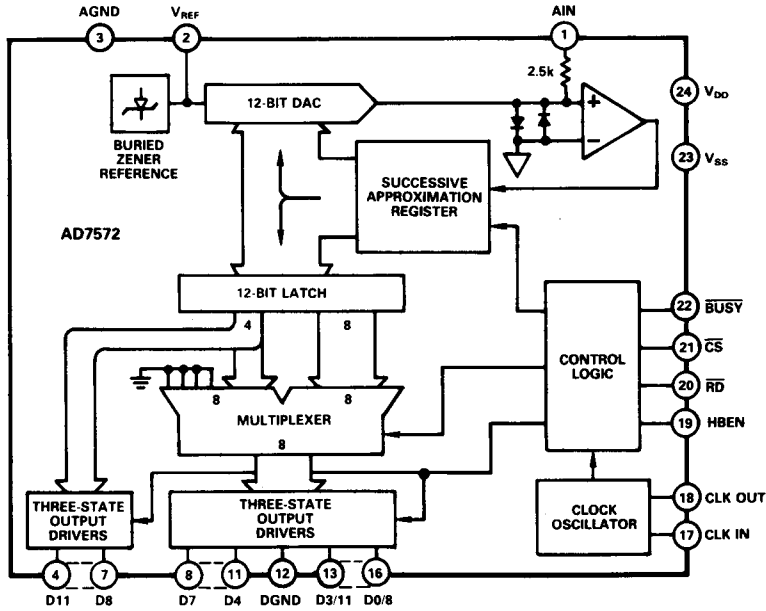 AGND
3
VREF
2
AIN
1
2.5k
BURIED
ZENER
REFERENCE
12-BIT DAC
+
−
24
VDD
23
VSS
SUCCESSIVE
APPROXIMATION
REGISTER
AD7572
12-BIT LATCH
4
8
8
8
MULTIPLEXER
8
CONTROL
LOGIC
22
BUSY
21
CS
20
RD
19
HBEN
THREE-STATE
OUTPUT
DRIVERS
THREE-STATE
OUTPUT
DRIVERS
CLOCK
OSCILLATOR
18
CLK OUT
17
CLK IN
4
7
8
11
12
13
16
D11
D8
D7
D4
DGND
D3/11
D0/8